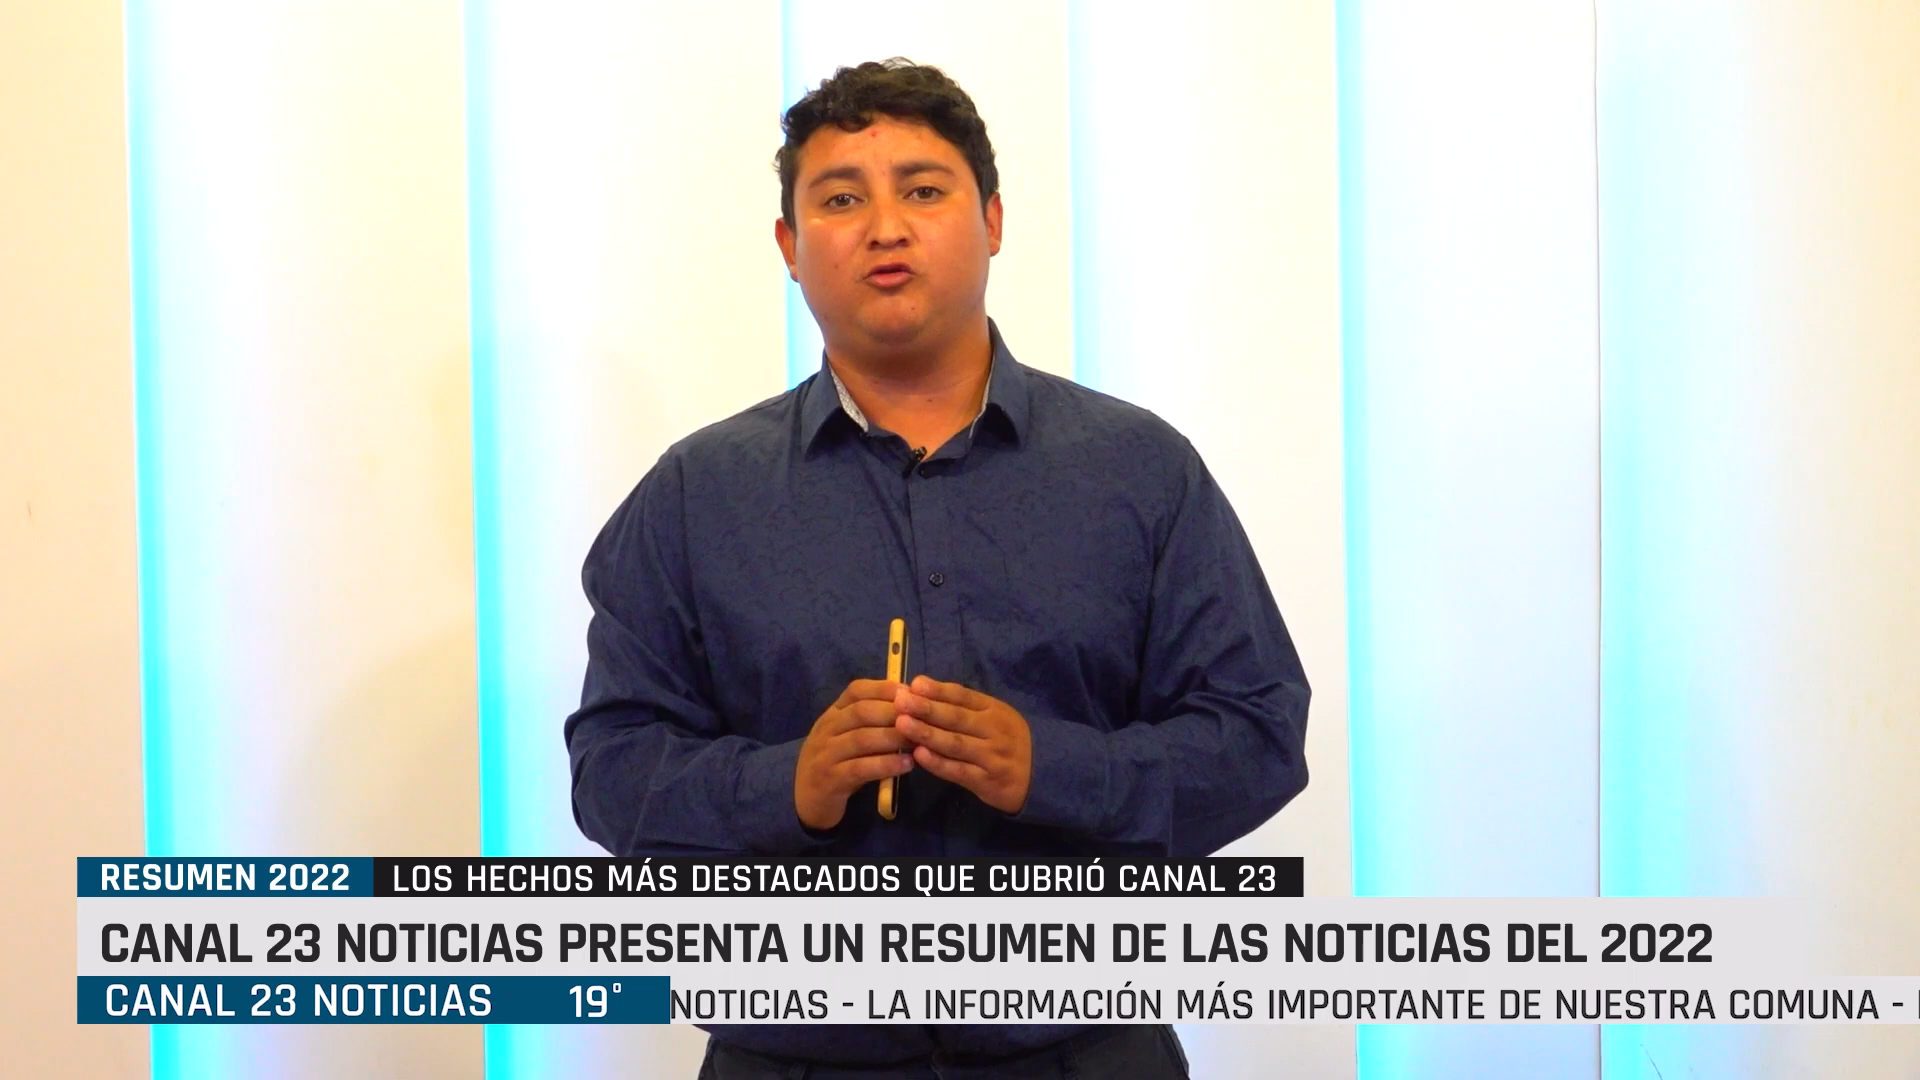 RESUMEN 2022 LOS HECHOS MÁS DESTACADOS QUE CUBRIÓ CANAL 23
CANAL 23 NOTICIAS PRESENTA UN RESUMEN DE LAS NOTICIAS DEL 2022
CANAL 23 NOTICIAS 19° NOTICIAS - LA INFORMACIÓN MÁS IMPORTANTE DE NUESTRA COMUNA -